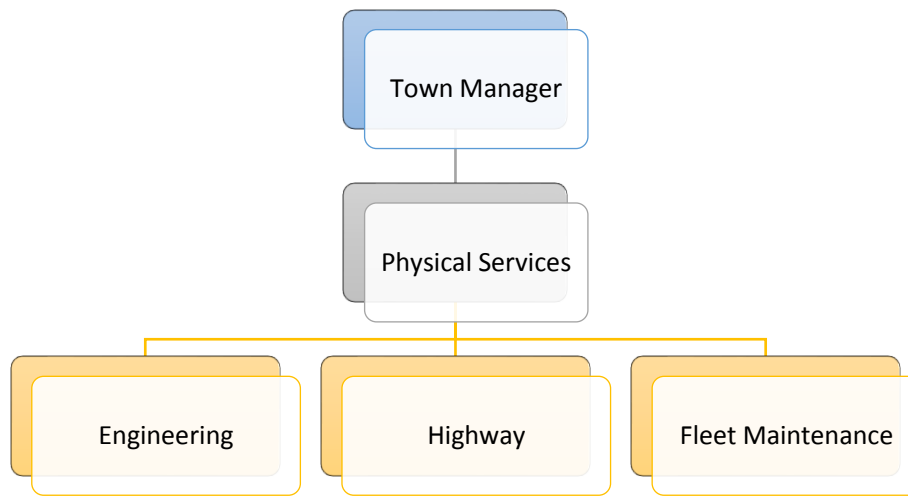 Town Manager
Physical Services
Engineering
Highway
Fleet Maintenance